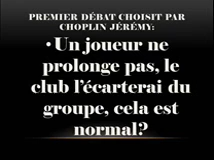 PREMIER DÉBAT CHOISIT PAR
CHOPLIN JÉRÉMY:
• Un joueur ne
prolonge pas, le
club l'écarterai du
groupe, cela est
normal?